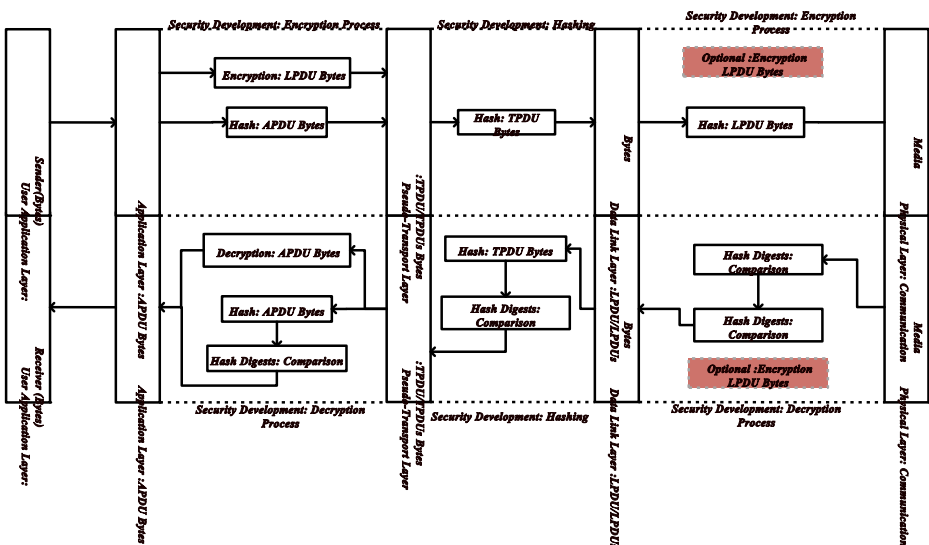 Security Development: Encryption Process
Security Development: Hashing
Security Development: Encryption
Process
Encryption: LPDU Bytes
Optional :Encryption
LPDU Bytes
Hash: APDU Bytes
Hash: TPDU
Bytes
Hash: LPDU Bytes
User Application Layer:
Sender(Bytes)
Application Layer :APDU Bytes
Pseudo-Transport Layer
:TPDU/TPDUs Bytes
Data Link Layer :LPDU/LPDUs
Bytes
Physical Layer: Communication
Media
Decryption: APDU Bytes
Hash: TPDU Bytes
Hash Digests:
Comparison
Hash: APDU Bytes
Hash Digests:
Comparison
Hash Digests:
Comparison
Hash Digests: Comparison
Optional :Encryption
LPDU Bytes
User Application Layer:
Receiver (Bytes)
Application Layer :APDU Bytes
Pseudo-Transport Layer
:TPDU/TPDUs Bytes
Data Link Layer :LPDU/LPDUs
Bytes
Physical Layer: Communication
Media
Security Development: Decryption
Process
Security Development: Hashing
Security Development: Decryption
Process